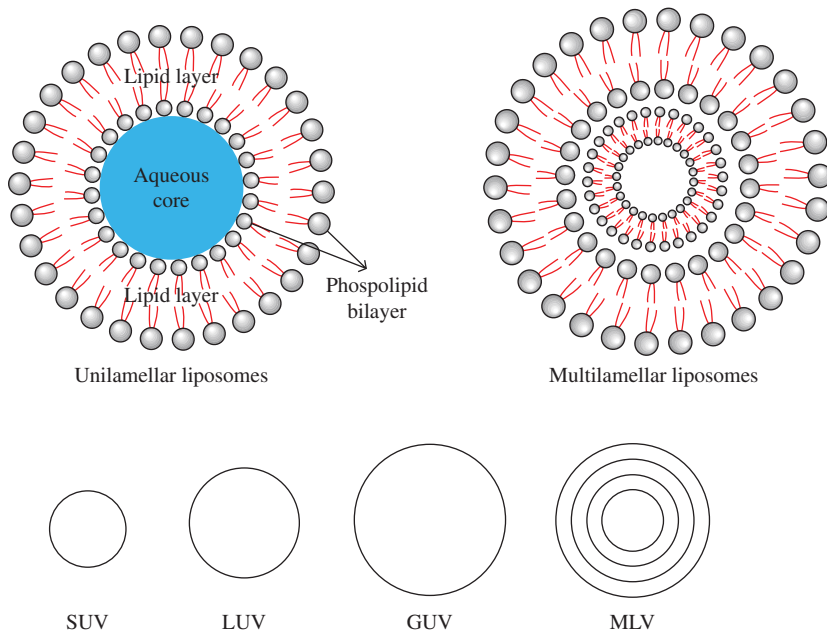 Lipid layer
Aqueous
core
Lipid layer
Phospolipid
bilayer
Unilamellar liposomes
Multilamellar liposomes
SUV
LUV
GUV
MLV